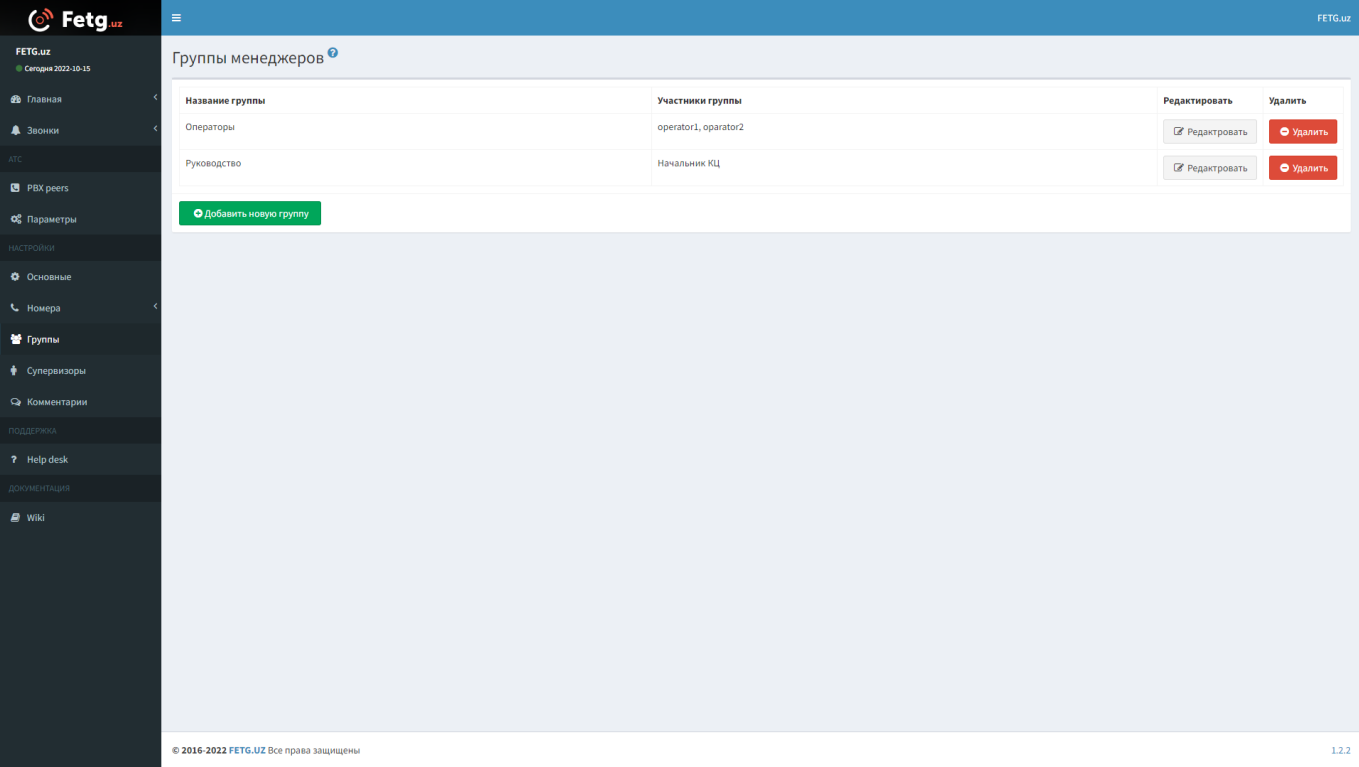 Fetg.uz
FETG.uz
FETG.uz
Сегодня 2022-10-15
Главная
Звонки
АТС
PBX peers
Параметры
НАСТРОЙКИ
Основные
Номера
Группы
Супервизоры
Комментарии
ПОДДЕРЖКА
? Help desk
ДОКУМЕНТАЦИЯ
Wiki
Группы менеджеров ?
Название группы Участники группы Редактировать Удалить
Операторы operator1, oparator2 Редактровать Удалить
Руководство Начальник КЦ Редактровать Удалить
Добавить новую группу
© 2016-2022 FETG.UZ Все права защищены 1.2.2